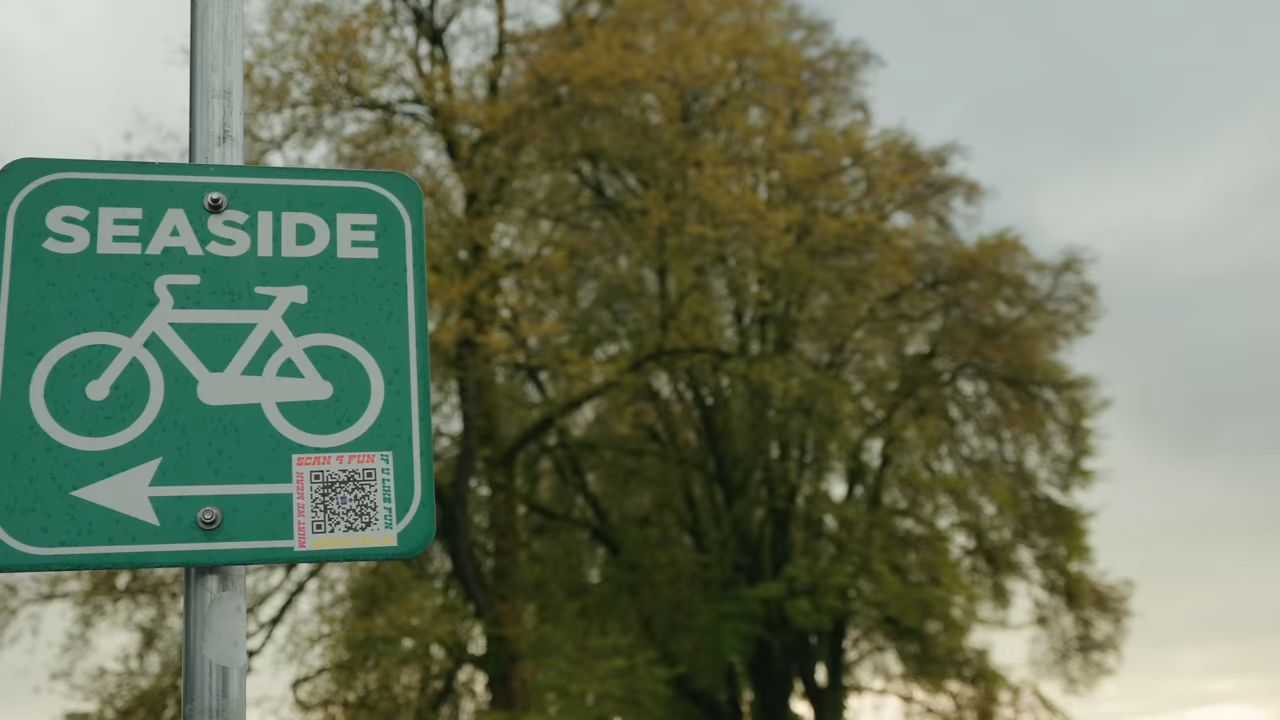 SEASIDE
SCAN 4 FUN
IF U LIKE FUN
WHAT WE MEAN